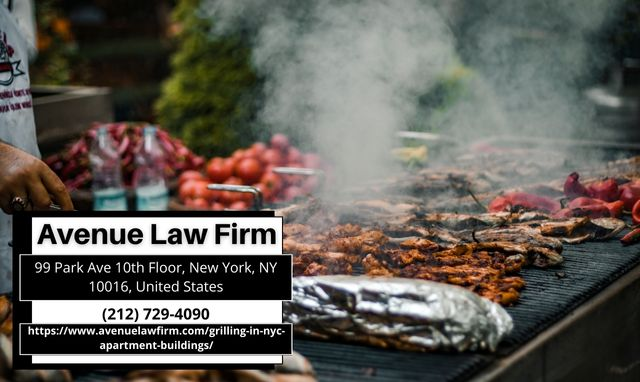 Avenue Law Firm
99 Park Ave 10th Floor, New York, NY
10016, United States
(212) 729-4090
https://www.avenuelawfirm.com/grilling-in-nyc-
apartment-buildings/